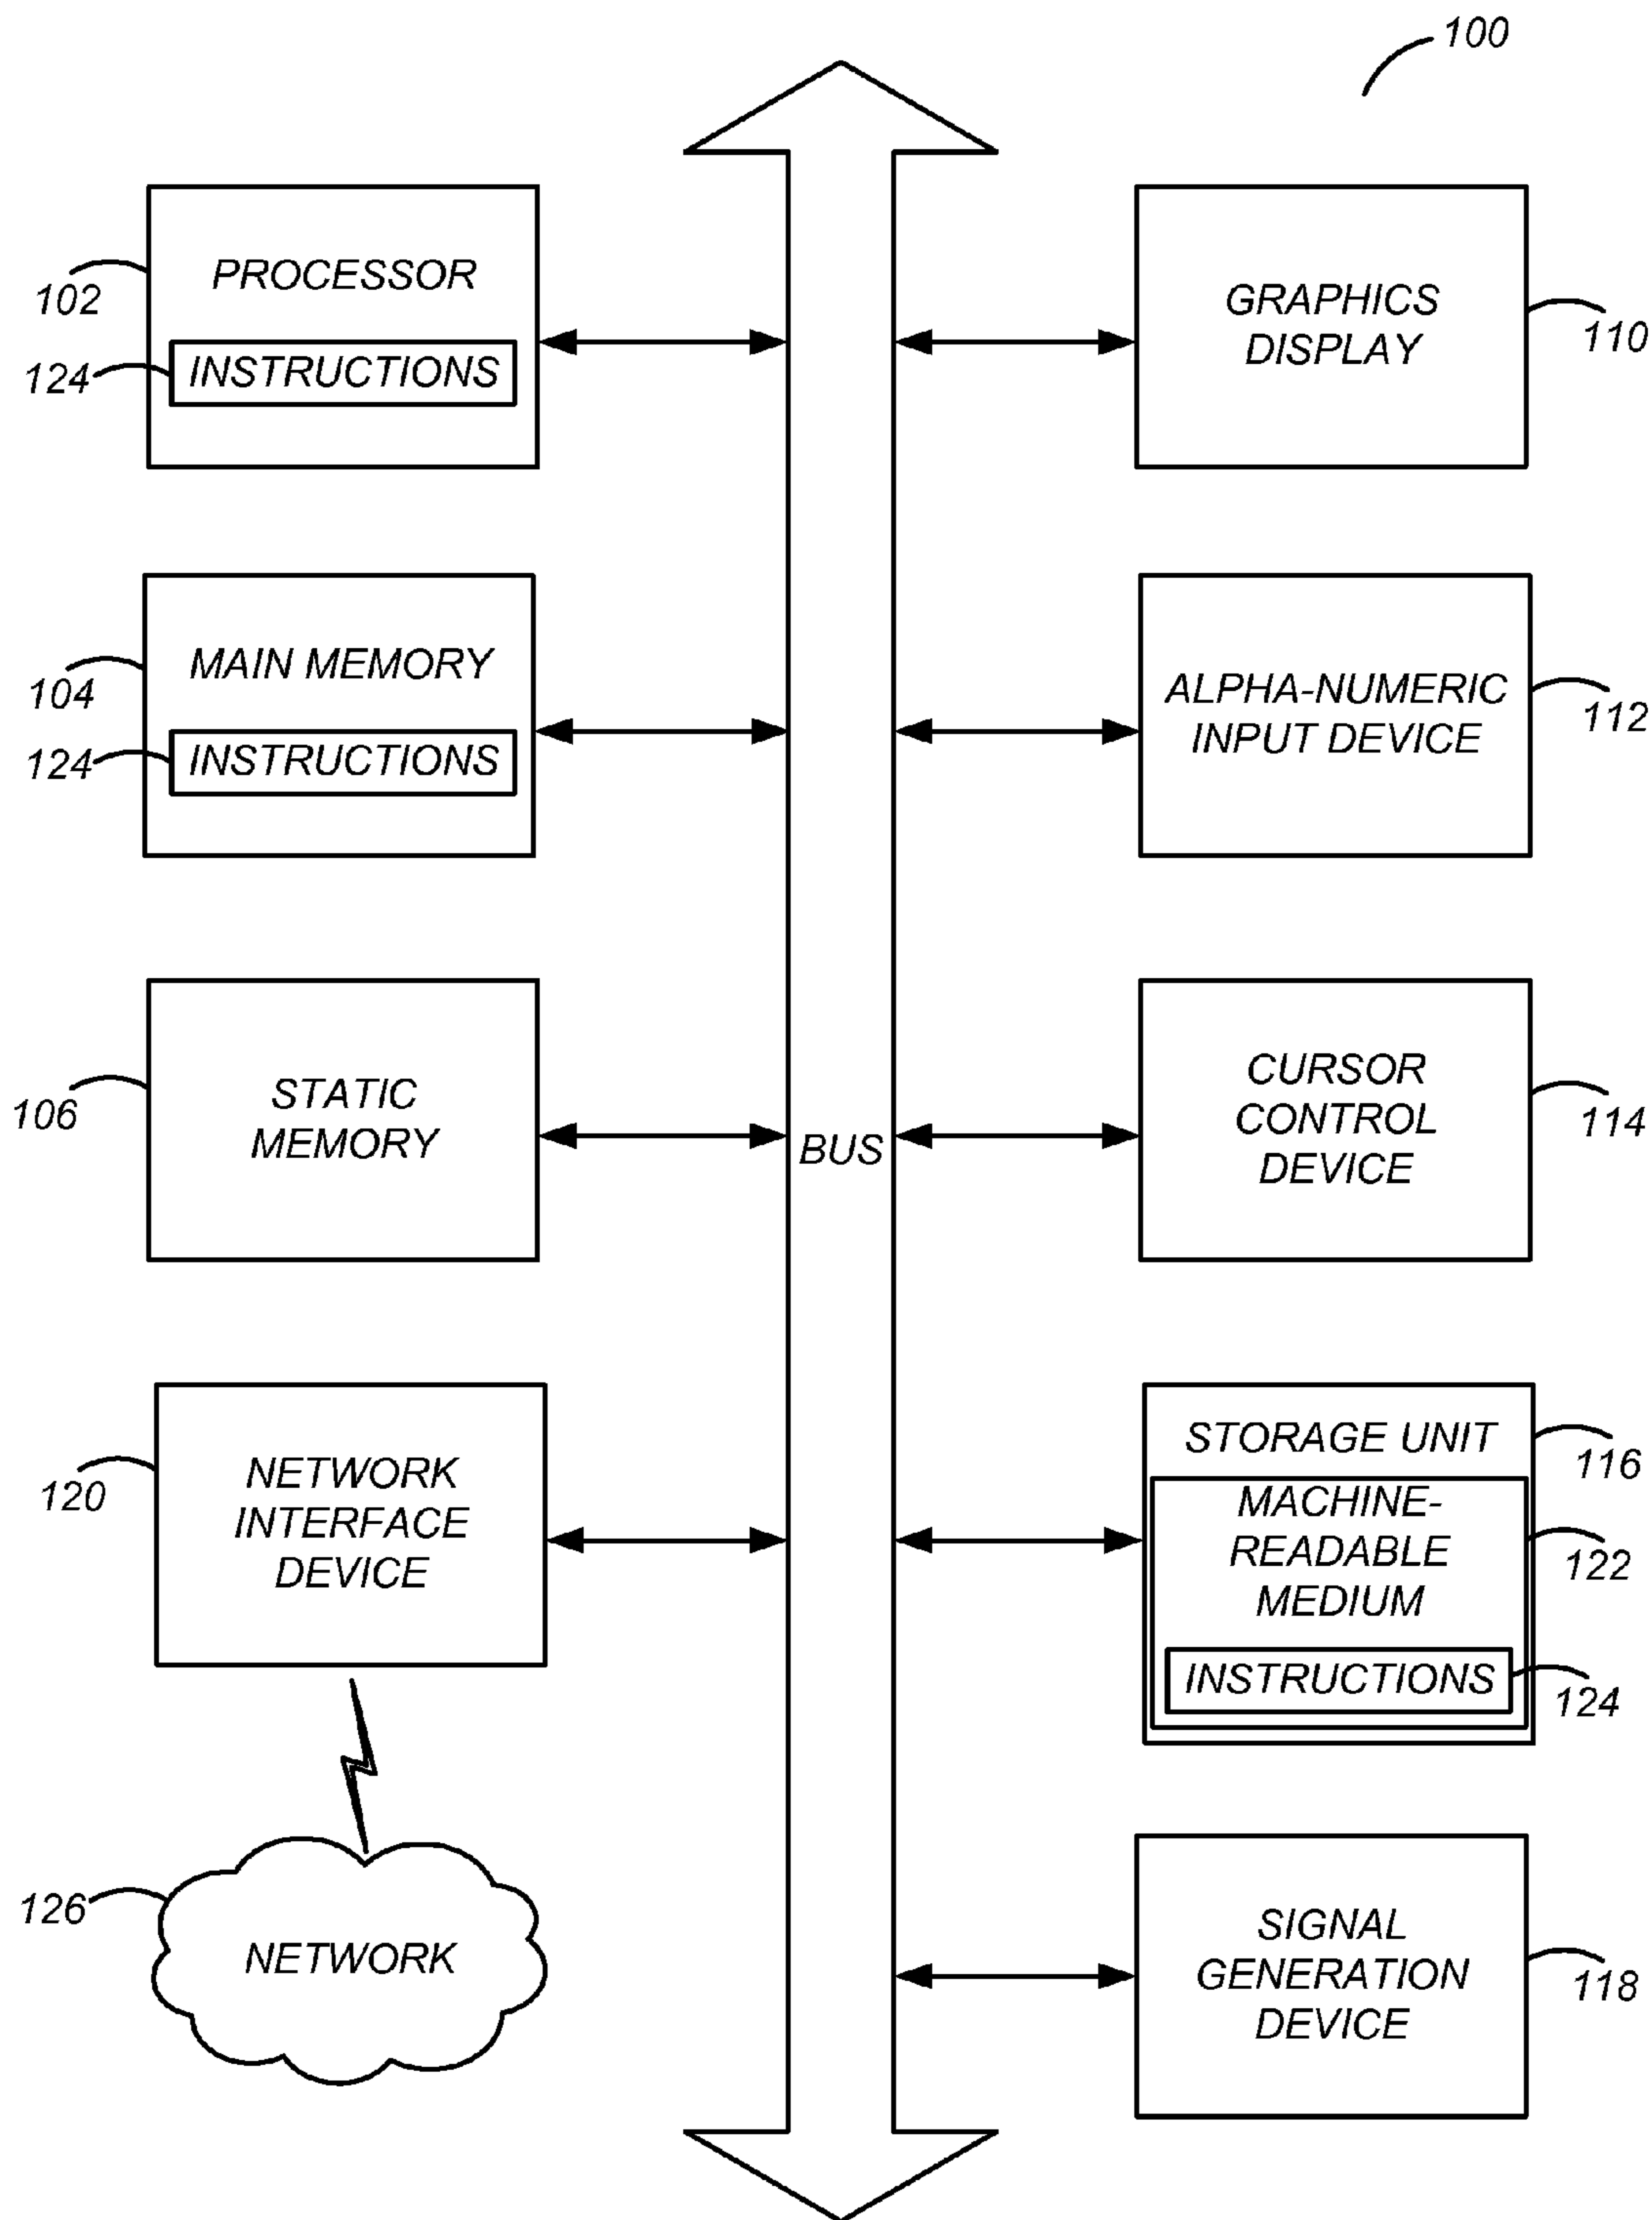 100
PROCESSOR
102
INSTRUCTIONS
124
GRAPHICS
DISPLAY
110
MAIN MEMORY
104
INSTRUCTIONS
124
ALPHA-NUMERIC
INPUT DEVICE
112
STATIC
MEMORY
106
BUS
CURSOR
CONTROL
DEVICE
114
NETWORK
INTERFACE
DEVICE
120
STORAGE UNIT
116
MACHINE-
READABLE
MEDIUM
122
INSTRUCTIONS
124
NETWORK
126
SIGNAL
GENERATION
DEVICE
118